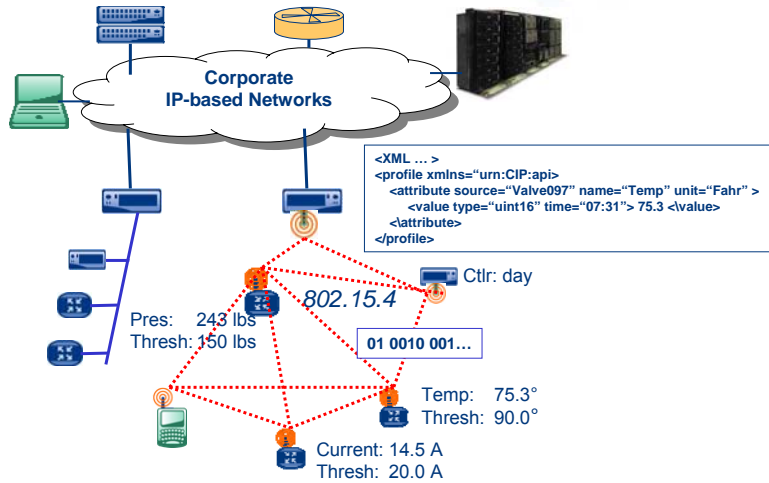 Corporate
IP-based Networks
<XML … >
<profile xmlns=“urn:CIP:api>
<attribute source=“Valve097” name=“Temp” unit=“Fahr” >
<value type=“uint16” time=“07:31”> 75.3 <\value>
<\attribute>
</profile>
Ctlr: day
802.15.4
Pres: 243 lbs
Thresh: 150 lbs
01 0010 001…
Temp: 75.3°
Thresh: 90.0°
Current: 14.5 A
Thresh: 20.0 A